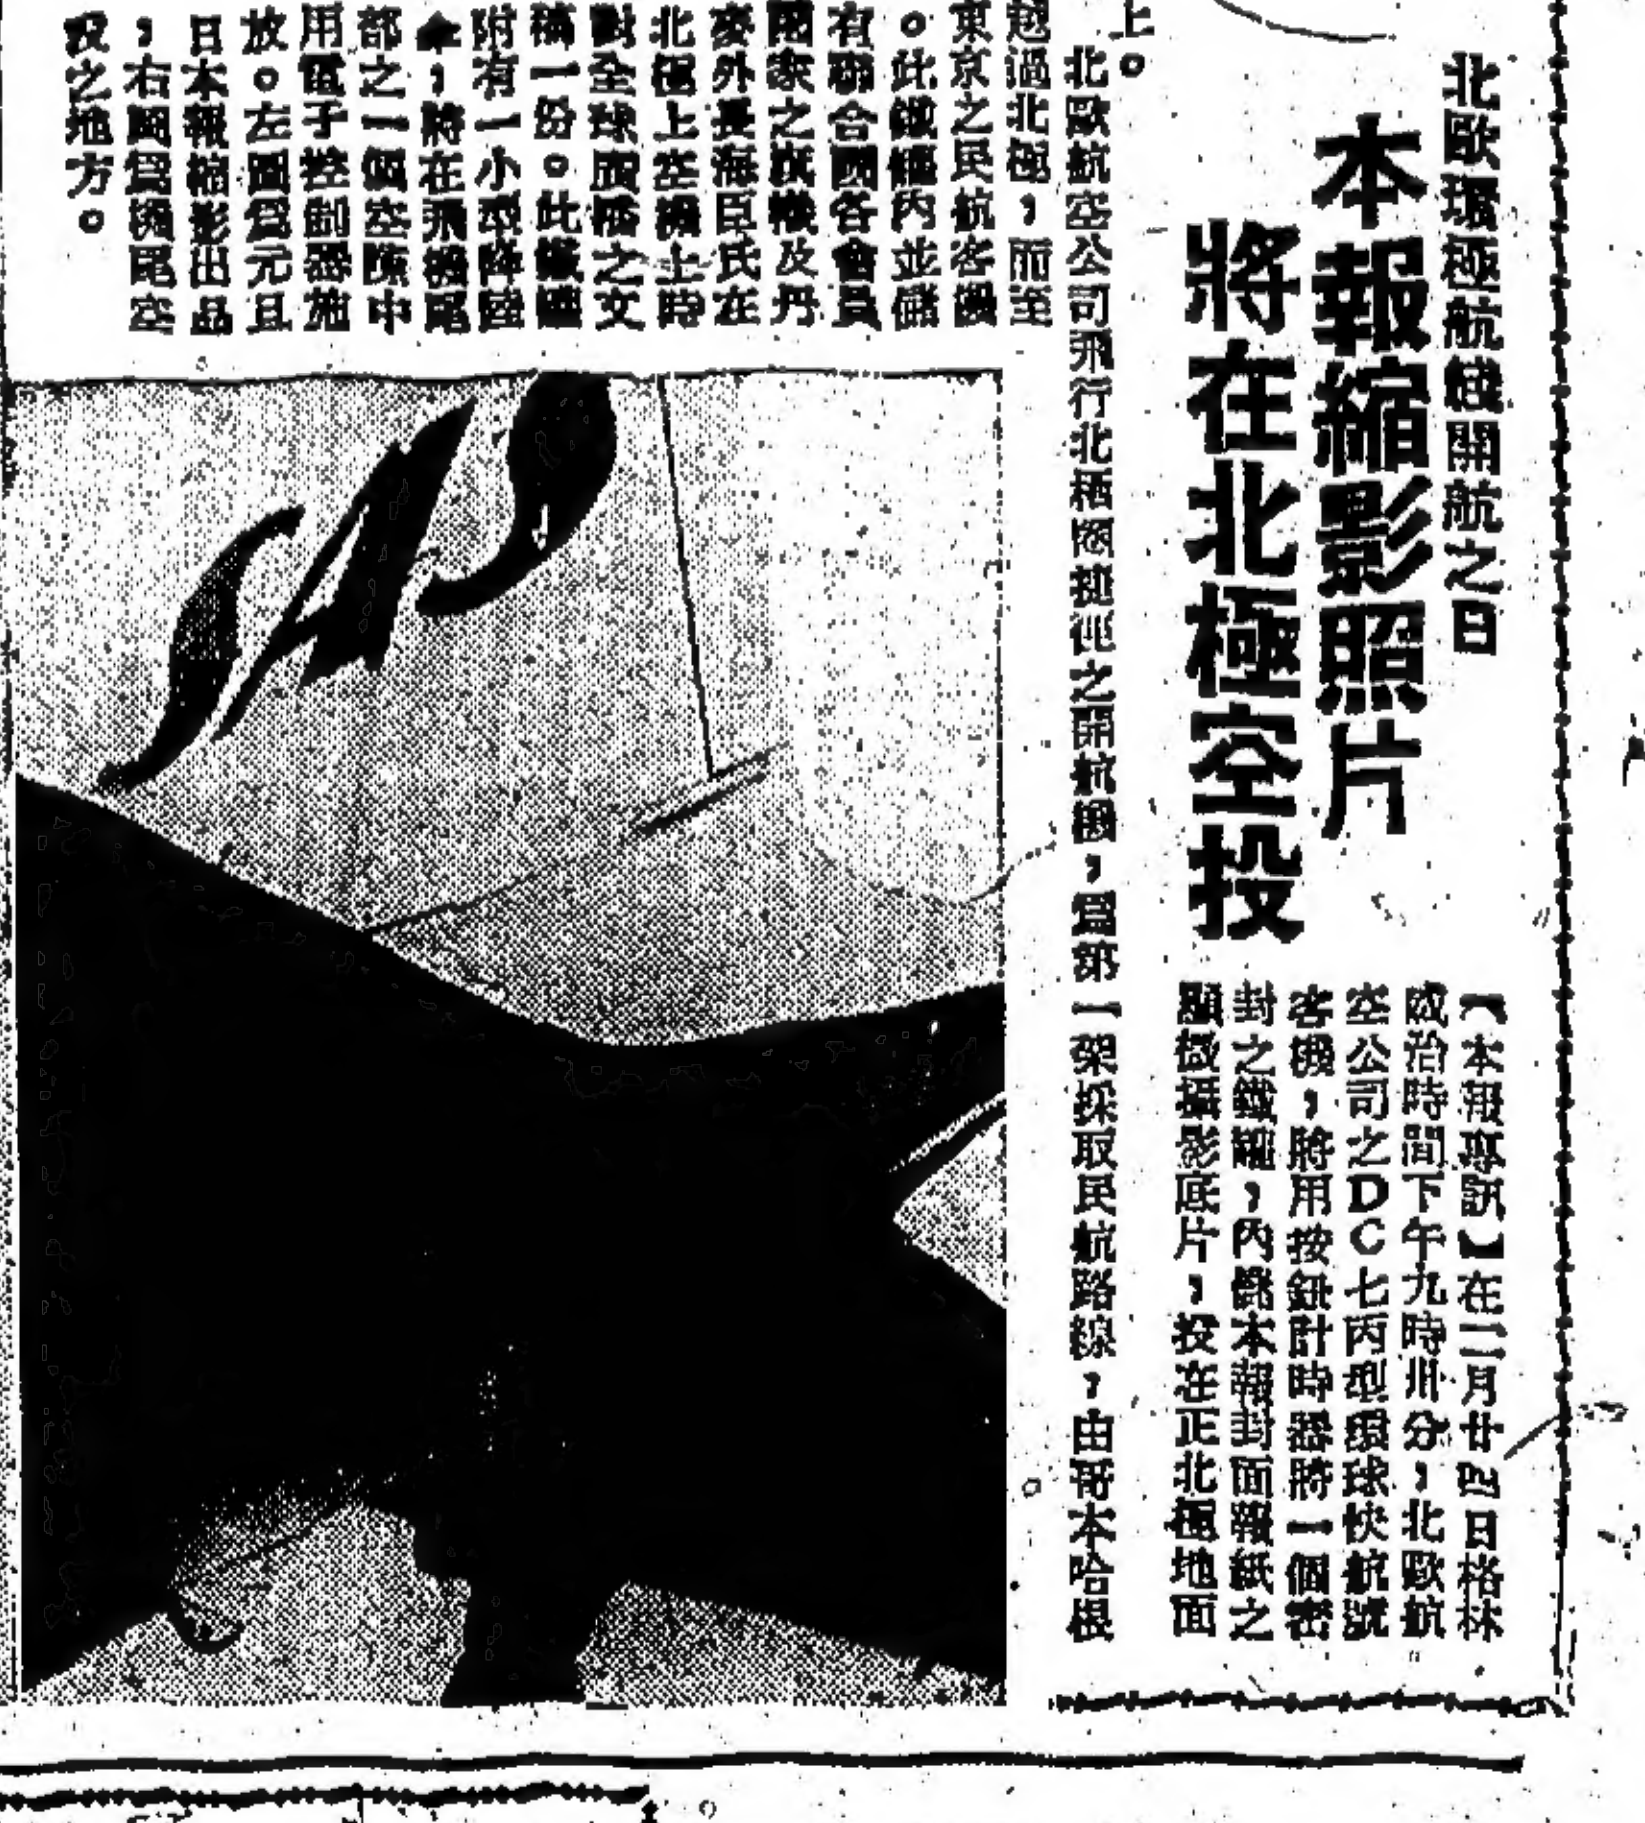 北歐環極航綫開航之日
本報縮影照片
將在北極空投
【本報專訊】在二月廿四日格林
威治時間下午九時卅分，北歐航
空公司之DC七丙型環球快航號
客機，將用按鈕計時器將一個密
封之鐵罐，內儲本報封面報紙之
顯微攝影底片，投在正北極地面
上。
北歐航空公司飛行北極圈捷徑之開航機，爲第一架採取民航路線，由哥本哈根
越過北極，而至
東京之民航客機
。此鐵罐內並儲
有聯合國各會員
國家之旗幟及丹
麥外長海臣氏在
北極上空機上時
對全球廣播之文
稿一份。此鐵罐
附有一小型降陸
傘，將在飛機尾
部之一個空隙中
用電子控制器施
放。左圖爲元旦
日本報縮影出品
，右圖爲機尾空
投之地方。
SAS